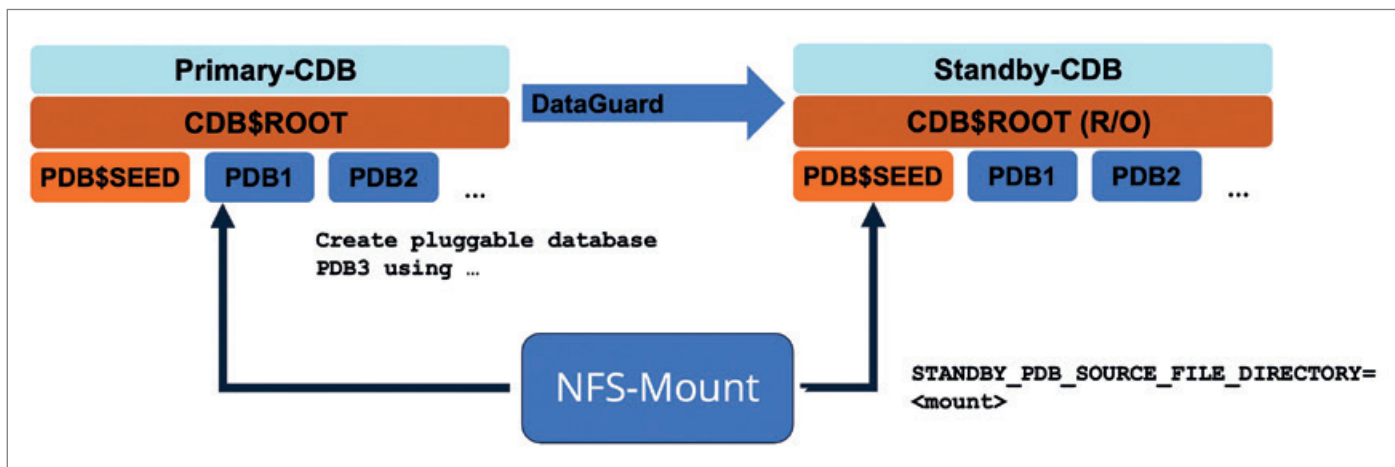 Primary-CDB
CDB$ROOT
PDB$SEED
PDB1
PDB2
...
DataGuard
Standby-CDB
CDB$ROOT (R/O)
PDB$SEED
PDB1
PDB2
...
Create pluggable database
PDB3 using …
NFS-Mount
STANDBY_PDB_SOURCE_FILE_DIRECTORY=
<mount>